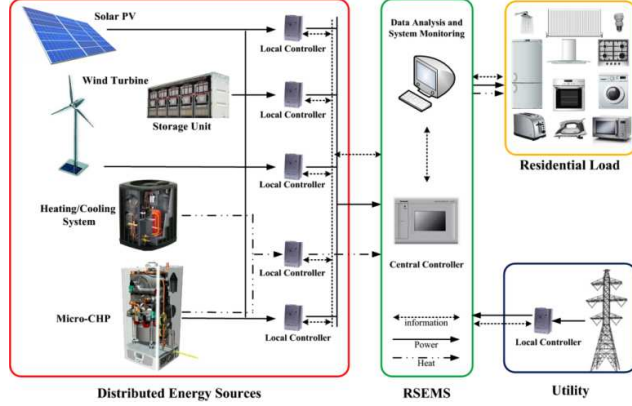 Solar PV
Local Controller
Wind Turbine
Storage Unit
Local Controller
Local Controller
Heating/Cooling
System
Local Controller
Micro-CHP
Local Controller
Distributed Energy Sources
Data Analysis and
System Monitoring
Central Controller
information
Power
Heat
RSEMS
Residential Load
Local Controller
Utility